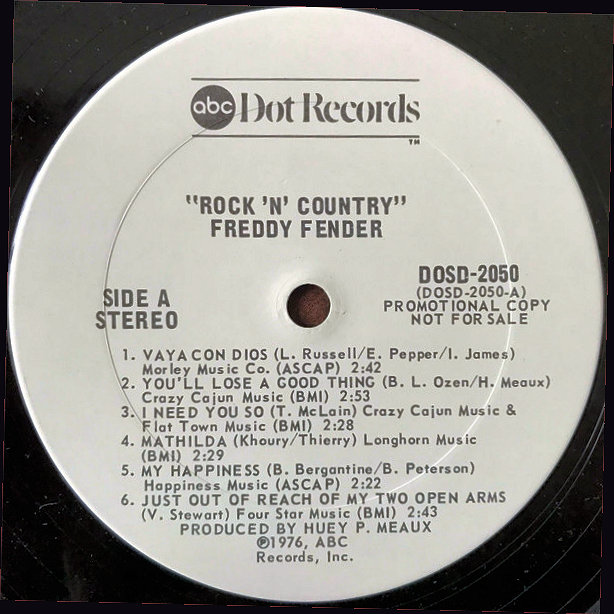 abc Dot Records
TM
"ROCK 'N' COUNTRY"
FREDDY FENDER
SIDE A
STEREO
DOSD-2050
(DOSD-2050-A)
PROMOTIONAL COPY
NOT FOR SALE
1. VAYA CON DIOS (L. Russell/E. Pepper/I. James)
Morley Music Co. (ASCAP) 2:42
2. YOU'LL LOSE A GOOD THING (B. L. Ozen/H. Meaux)
Crazy Cajun Music (BMI) 2:53
3. I NEED YOU SO (T. McLain) Crazy Cajun Music &
Flat Town Music (BMI) 2:28
4. MATHILDA (Khoury/Thierry) Longhorn Music
(BMI) 2:29
5. MY HAPPINESS (B. Bergantine/B. Peterson)
Happiness Music (ASCAP) 2:22
6. JUST OUT OF REACH OF MY TWO OPEN ARMS
(V. Stewart) Four Star Music (BMI) 2:43
PRODUCED BY HUEY P. MEAUX
℗1976, ABC
Records, Inc.